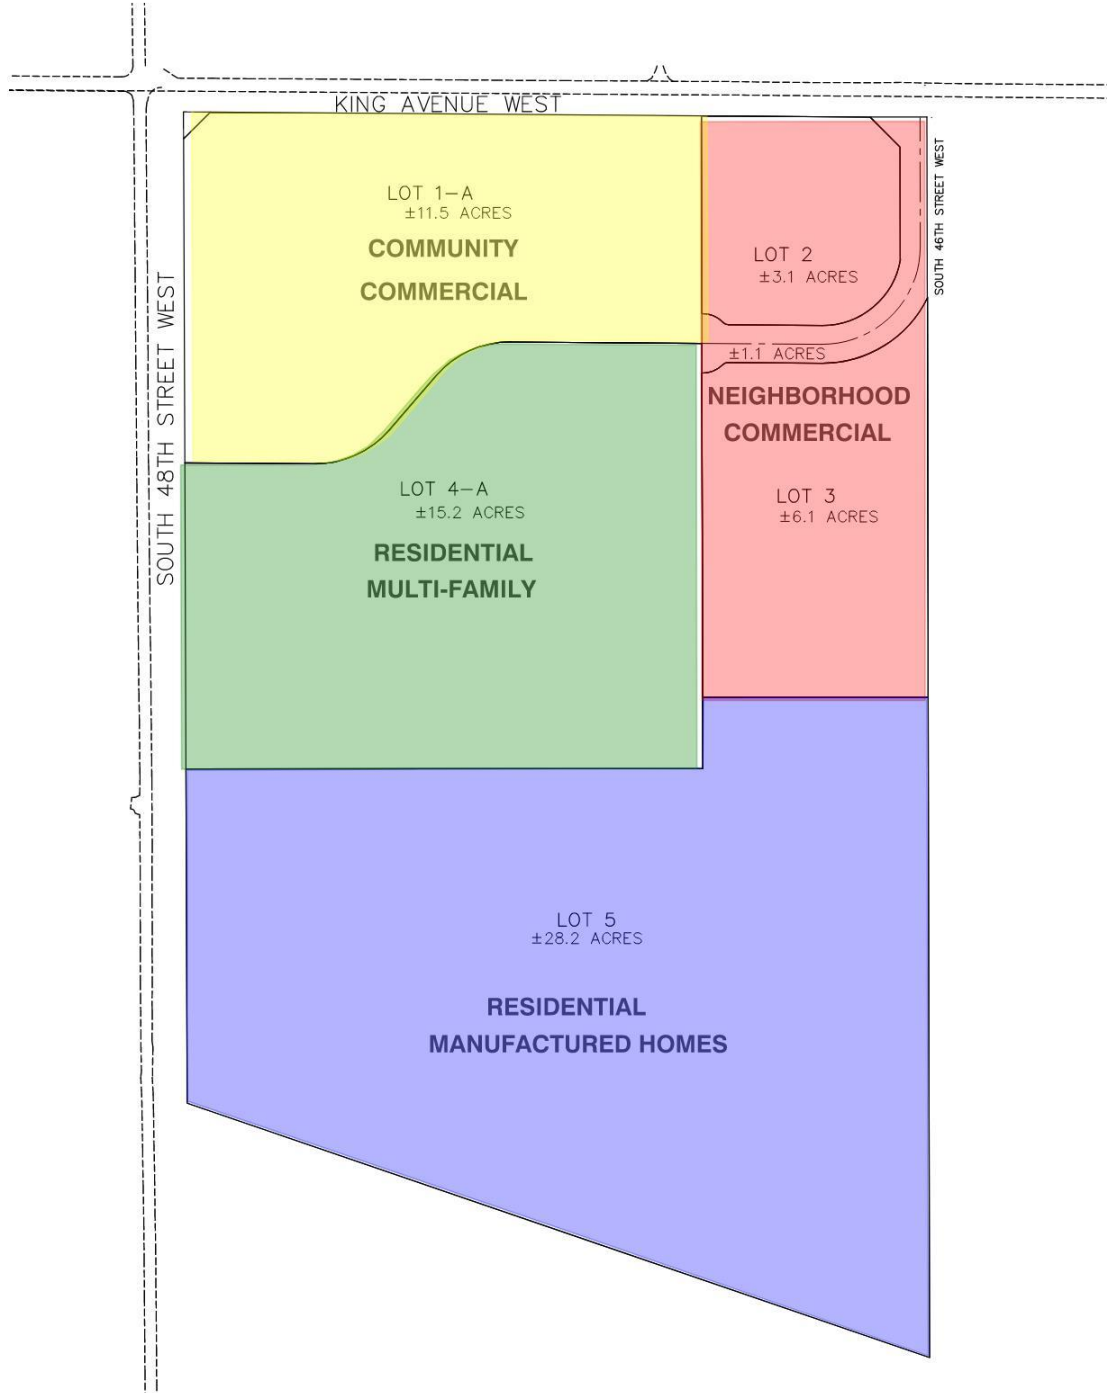 KING AVENUE WEST
LOT 1-A
±11.5 ACRES
COMMUNITY
COMMERCIAL
LOT 2
±3.1 ACRES
SOUTH 46TH STREET WEST
±1.1 ACRES
NEIGHBORHOOD
COMMERCIAL
LOT 3
±6.1 ACRES
SOUTH 48TH STREET WEST
LOT 4-A
±15.2 ACRES
RESIDENTIAL
MULTI-FAMILY
LOT 5
±28.2 ACRES
RESIDENTIAL
MANUFACTURED HOMES